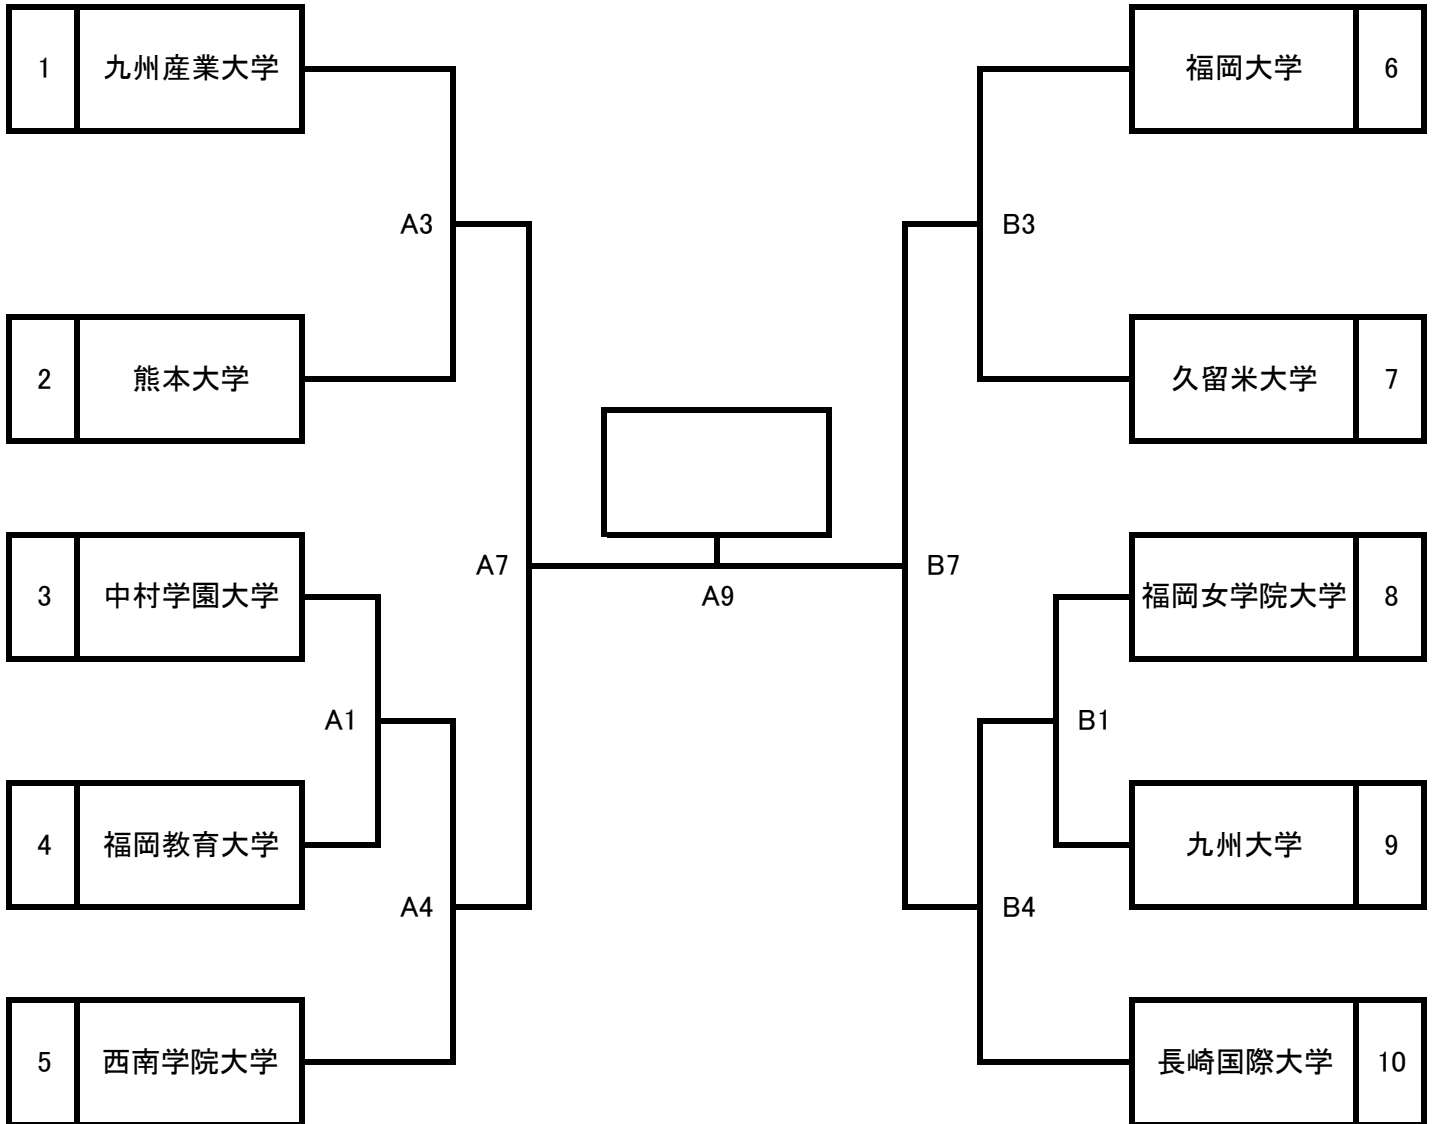 1 九州産業大学
福岡大学 6
A3
B3
2 熊本大学
久留米大学 7
A7
B7
3 中村学園大学
A9
福岡女学院大学 8
A1
B1
4 福岡教育大学
九州大学 9
A4
B4
5 西南学院大学
長崎国際大学 10